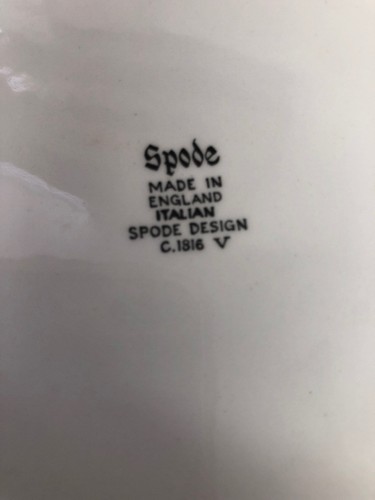 Spode
MADE IN
ENGLAND
ITALIAN
SPODE DESIGN
C.1816 V